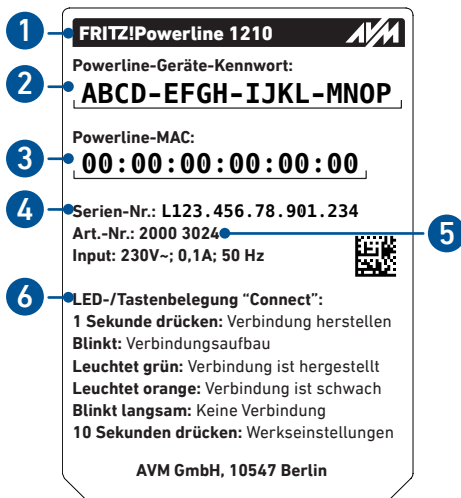 1
FRITZ!Powerline 1210
AVM
2
Powerline-Geräte-Kennwort:
ABCD-EFGH-IJKL-MNOP
Powerline-MAC:
3
00:00:00:00:00:00
4
Serien-Nr.: L123.456.78.901.234
Art.-Nr.: 2000 3024
5
Input: 230V~; 0,1A; 50 Hz
6
LED-/Tastenbelegung “Connect”:
1 Sekunde drücken: Verbindung herstellen
Blinkt: Verbindungsaufbau
Leuchtet grün: Verbindung ist hergestellt
Leuchtet orange: Verbindung ist schwach
Blinkt langsam: Keine Verbindung
10 Sekunden drücken: Werkseinstellungen
AVM GmbH, 10547 Berlin